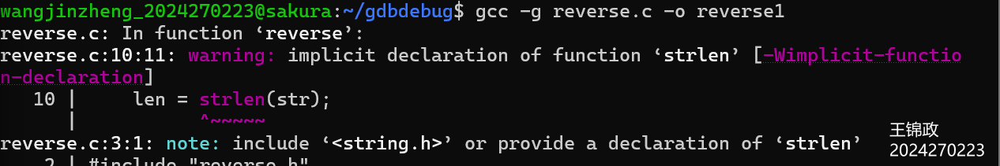 wangjinzheng_2024270223@sakura:~/gdbdebug$ gcc -g reverse.c -o reverse1
reverse.c: In function ‘reverse’:
reverse.c:10:11: warning: implicit declaration of function ‘strlen’ [-Wimplicit-functio
n-declaration]
   10 |     len = strlen(str);
      |           ^~~~~~
reverse.c:3:1: note: include ‘<string.h>’ or provide a declaration of ‘strlen’
    2 | #include "reverse.h"
王锦政
2024270223